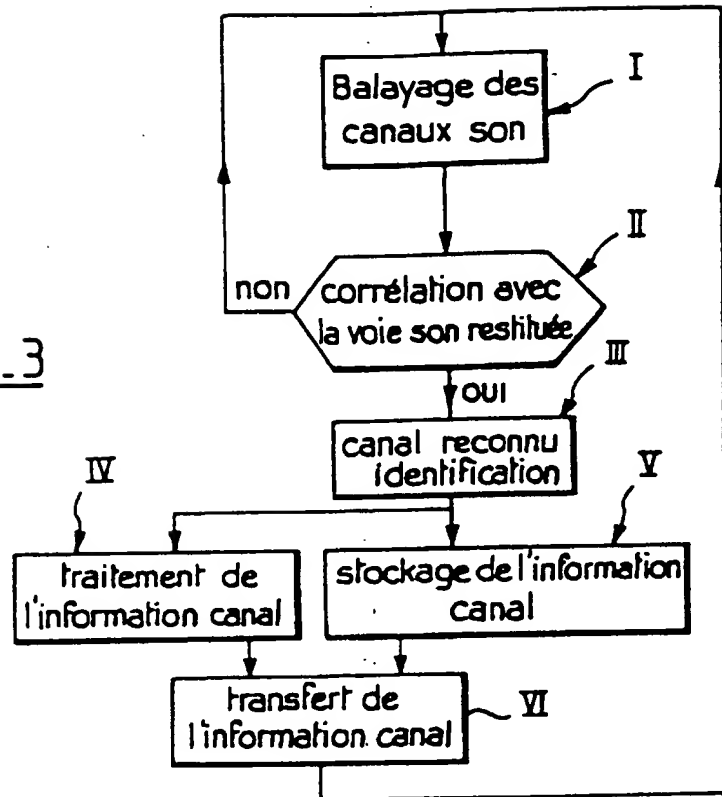 Balayage des
canaux son
I
II
non
corrélation avec
la voie son restituée
_.3
III
oui
canal reconnu
identification
IV
V
traitement de
l'information canal
stockage de l'information
canal
transfert de
l'information canal
VI